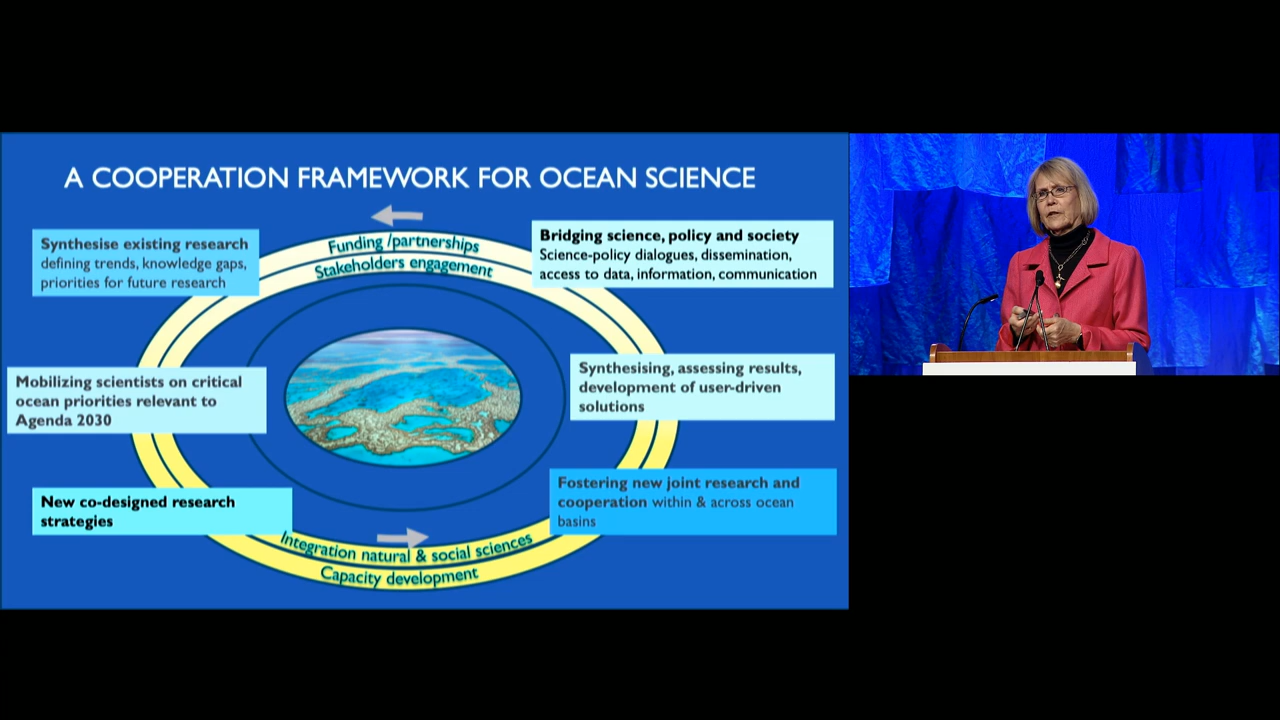 A COOPERATION FRAMEWORK FOR OCEAN SCIENCE
Funding /partnerships
Stakeholders engagement
Synthesise existing research
defining trends, knowledge gaps,
priorities for future research
Bridging science, policy and society
Science-policy dialogues, dissemination,
access to data, information, communication
Mobilizing scientists on critical
ocean priorities relevant to
Agenda 2030
Synthesising, assessing results,
development of user-driven
solutions
New co-designed research
strategies
Fostering new joint research and
cooperation within & across ocean
basins
Integration natural & social sciences
Capacity development